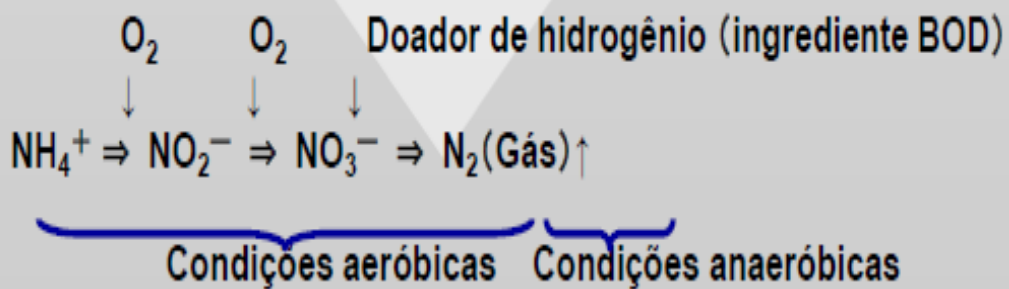 O₂ O₂ Doador de hidrogênio (ingrediente BOD)
↓ ↓ ↓
NH₄⁺ ⇒ NO₂⁻ ⇒ NO₃⁻ ⇒ N₂(Gás)↑
Condições aeróbicas Condições anaeróbicas